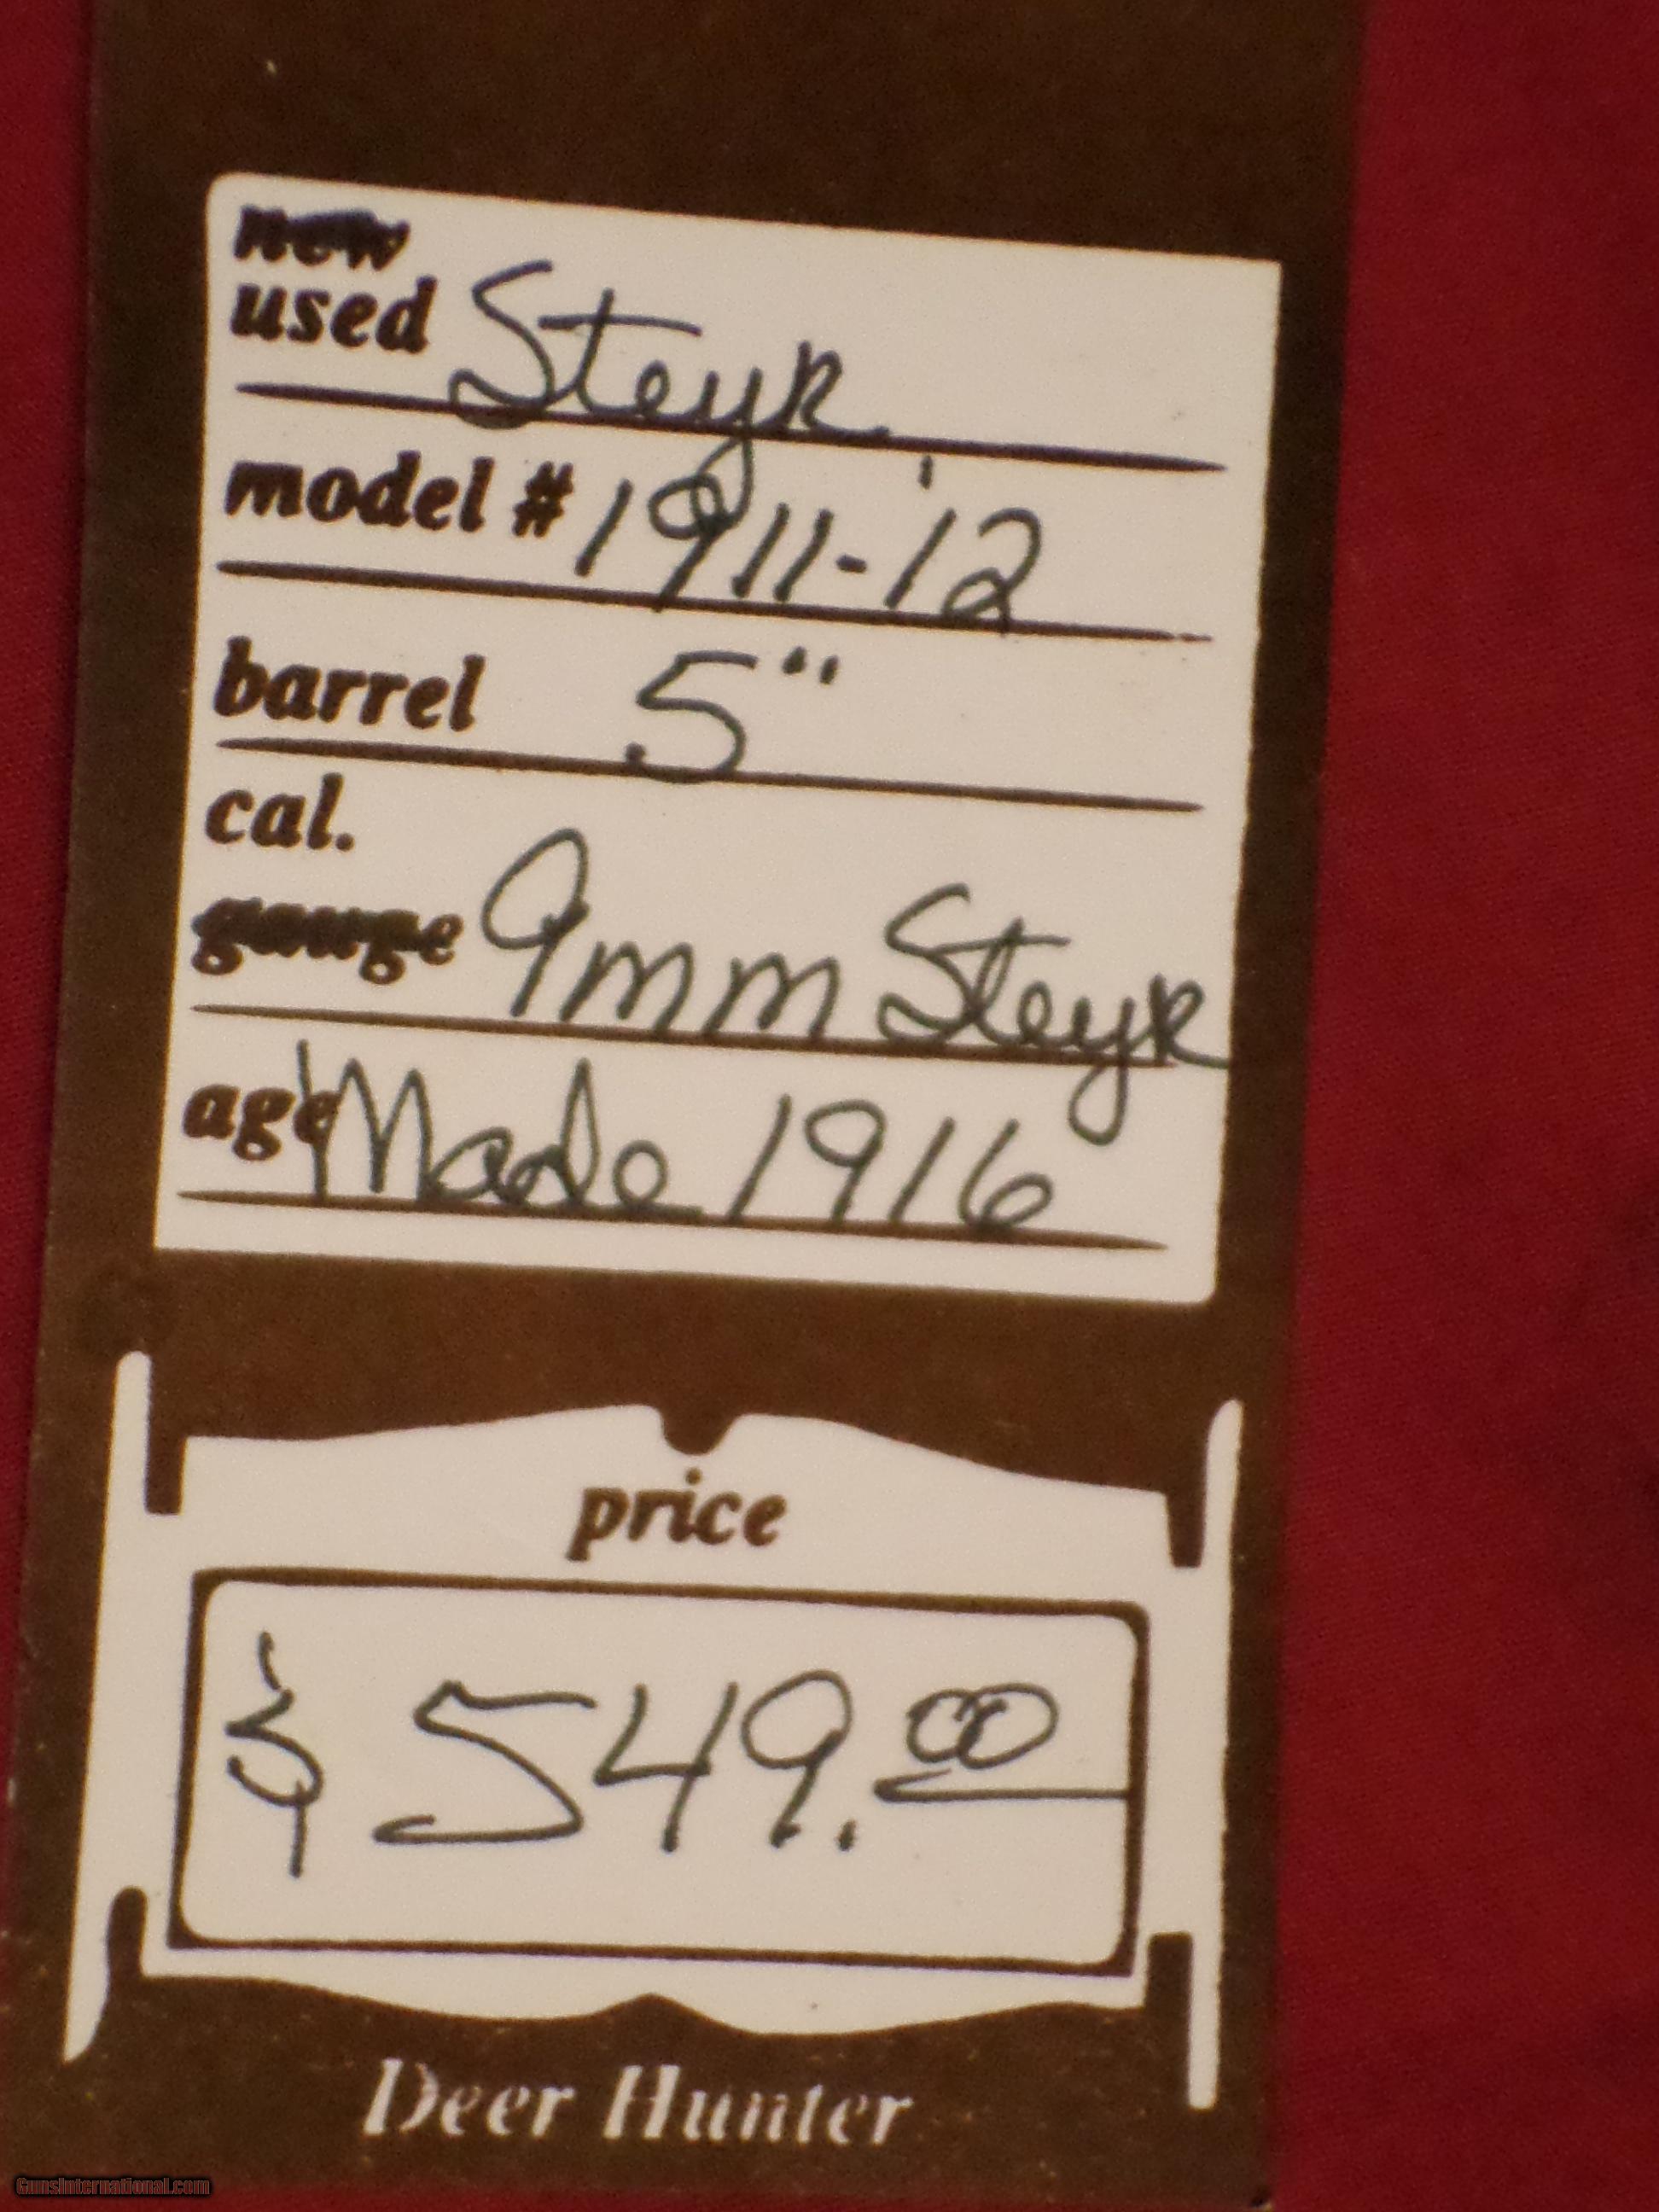 new
used Steyr
model # 1911-'12
barrel 5"
cal.
gauge 9mm Steyr
age Made 1916
price
$ 549.00
Deer Hunter
GunsInternational.com